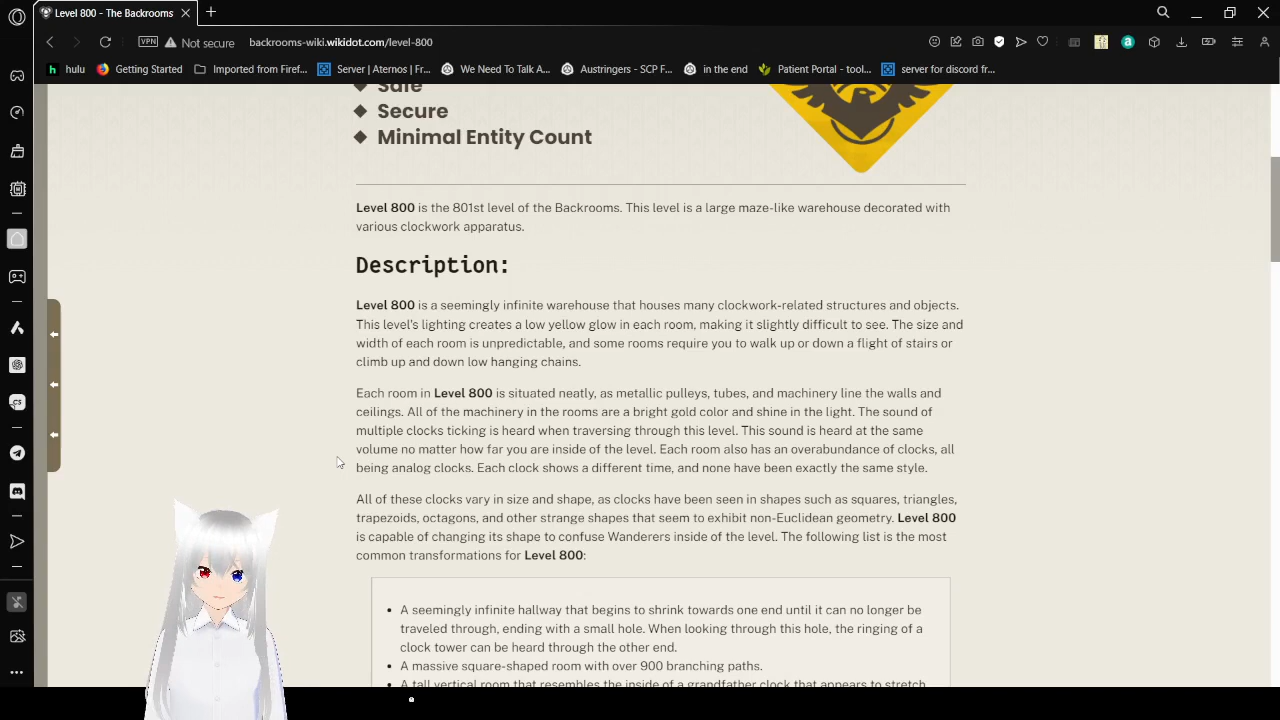 Level 800 - The Backrooms
VPN Not secure backrooms-wiki.wikidot.com/level-800
hulu Getting Started Imported from Firef... Server | Aternos | Fr... We Need To Talk A... Austringers - SCP F... in the end Patient Portal - tool... server for discord fr...
Safe
Secure
Minimal Entity Count
Level 800 is the 801st level of the Backrooms. This level is a large maze-like warehouse decorated with
various clockwork apparatus.
Description:
Level 800 is a seemingly infinite warehouse that houses many clockwork-related structures and objects.
This level's lighting creates a low yellow glow in each room, making it slightly difficult to see. The size and
width of each room is unpredictable, and some rooms require you to walk up or down a flight of stairs or
climb up and down low hanging chains.
Each room in Level 800 is situated neatly, as metallic pulleys, tubes, and machinery line the walls and
ceilings. All of the machinery in the rooms are a bright gold color and shine in the light. The sound of
multiple clocks ticking is heard when traversing through this level. This sound is heard at the same
volume no matter how far you are inside of the level. Each room also has an overabundance of clocks, all
being analog clocks. Each clock shows a different time, and none have been exactly the same style.
All of these clocks vary in size and shape, as clocks have been seen in shapes such as squares, triangles,
trapezoids, octagons, and other strange shapes that seem to exhibit non-Euclidean geometry. Level 800
is capable of changing its shape to confuse Wanderers inside of the level. The following list is the most
common transformations for Level 800:
A seemingly infinite hallway that begins to shrink towards one end until it can no longer be
traveled through, ending with a small hole. When looking through this hole, the ringing of a
clock tower can be heard through the other end.
A massive square-shaped room with over 900 branching paths.
A tall vertical room that resembles the inside of a grandfather clock that appears to stretch